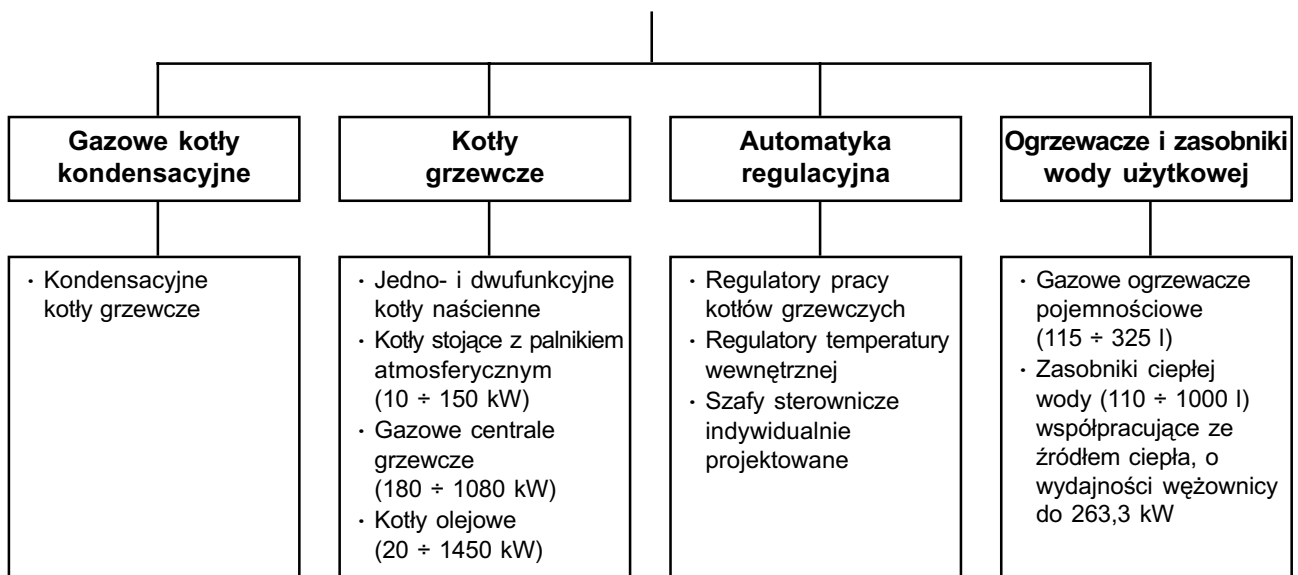 Gazowe kotły
kondensacyjne
· Kondensacyjne
kotły grzewcze
Kotły
grzewcze
· Jedno- i dwufunkcyjne
kotły naścienne
· Kotły stojące z palnikiem
atmosferycznym
(10 ÷ 150 kW)
· Gazowe centrale
grzewcze
(180 ÷ 1080 kW)
· Kotły olejowe
(20 ÷ 1450 kW)
Automatyka
regulacyjna
· Regulatory pracy
kotłów grzewczych
· Regulatory temperatury
wewnętrznej
· Szafy sterownicze
indywidualnie
projektowane
Ogrzewacze i zasobniki
wody użytkowej
· Gazowe ogrzewacze
pojemnościowe
(115 ÷ 325 l)
· Zasobniki ciepłej
wody (110 ÷ 1000 l)
współpracujące ze
źródłem ciepła, o
wydajności wężownicy
do 263,3 kW